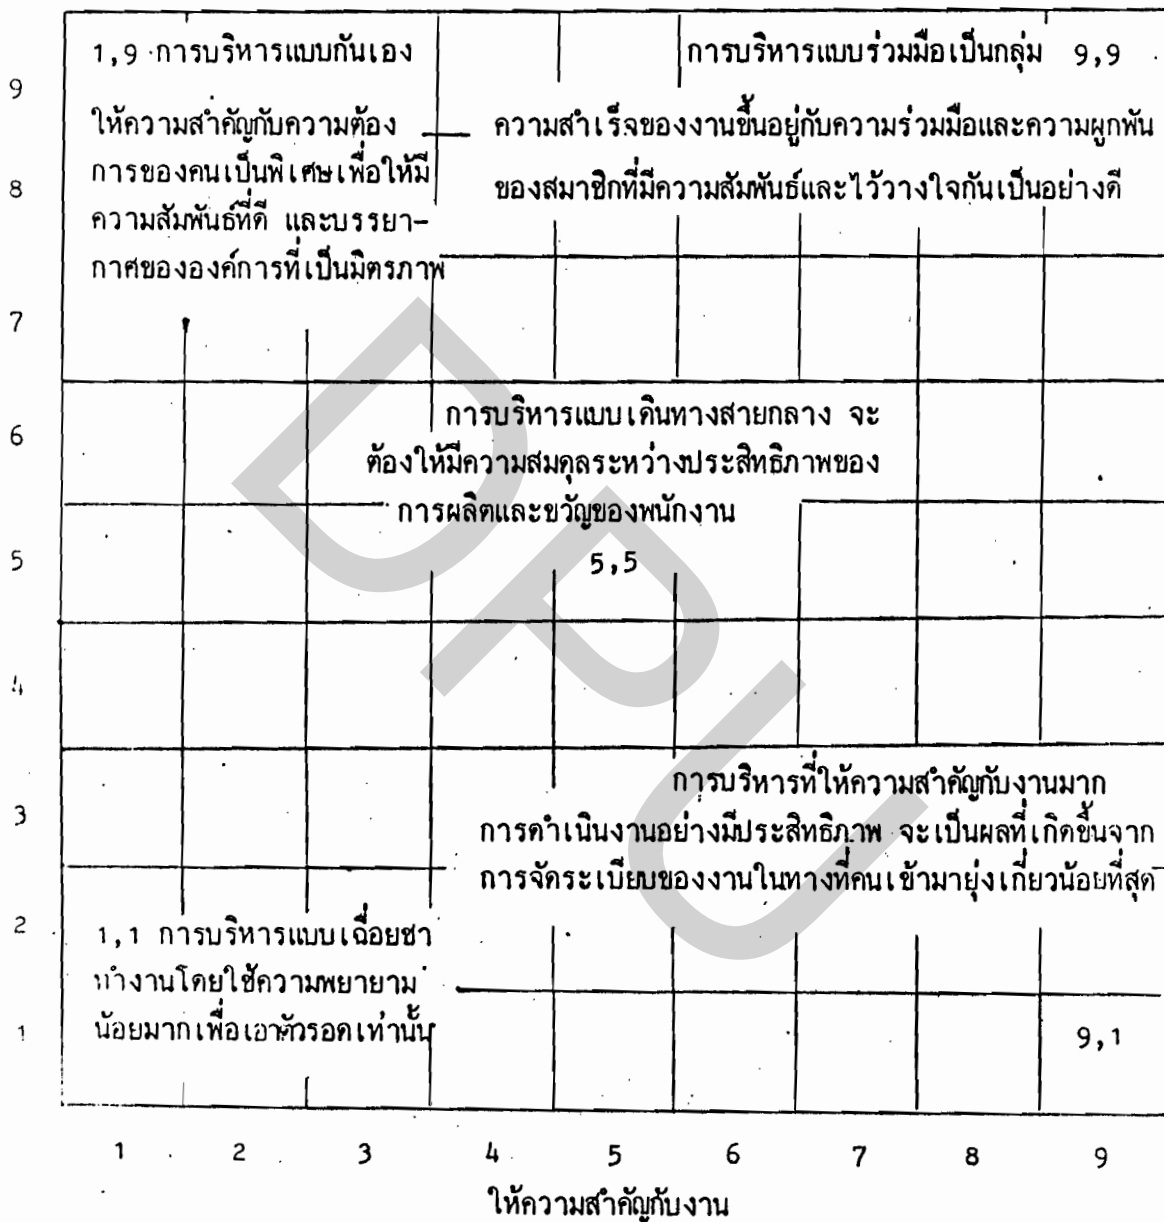 1,9 การบริหารแบบกันเอง
ให้ความสำคัญกับความต้อง
การของคนเป็นพิเศษเพื่อให้มี
ความสัมพันธ์ที่ดี และบรรยา-
กาศขององค์การที่เป็นมิตรภาพ
การบริหารแบบร่วมมือเป็นกลุ่ม 9,9
ความสำเร็จของงานขึ้นอยู่กับความร่วมมือและความผูกพัน
ของสมาชิกที่มีความสัมพันธ์และไว้วางใจกันเป็นอย่างดี
การบริหารแบบเดินทางสายกลาง จะ
ต้องให้มีความสมดุลระหว่างประสิทธิภาพของ
การผลิตและขวัญของพนักงาน
5,5
การบริหารที่ให้ความสำคัญกับงานมาก
การดำเนินงานอย่างมีประสิทธิภาพ จะเป็นผลที่เกิดขึ้นจาก
การจัดระเบียบของงานในทางที่คนเข้ามายุ่งเกี่ยวน้อยที่สุด
9,1
1,1 การบริหารแบบเฉื่อยชา
ทำงานโดยใช้ความพยายาม
น้อยมากเพื่อเอาตัวรอดเท่านั้น
9
8
7
6
5
4
3
2
1
1 2 3 4 5 6 7 8 9
ให้ความสำคัญกับงาน
DPU